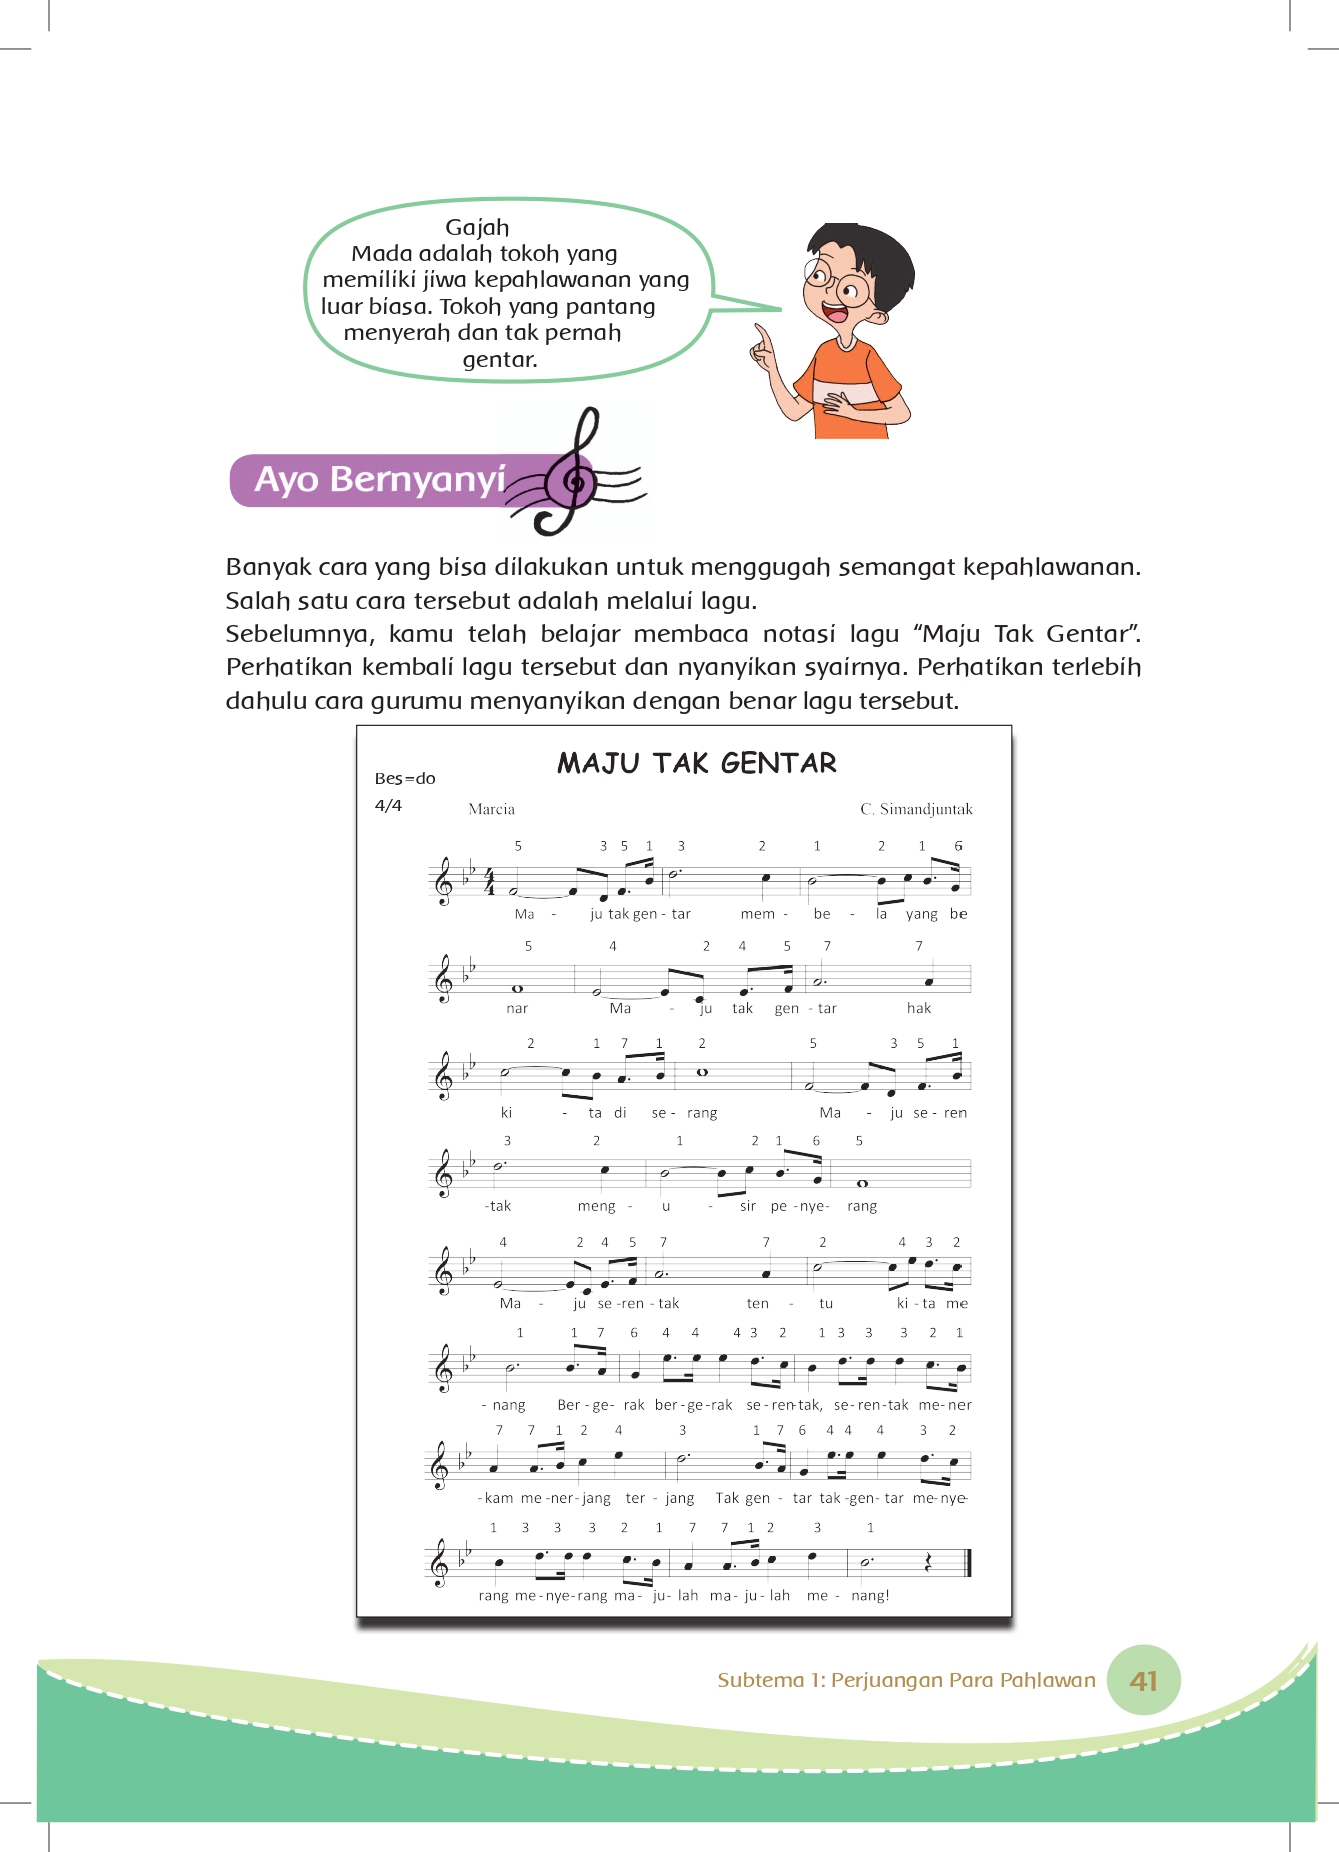 Gajah
Mada adalah tokoh yang
memiliki jiwa kepahlawanan yang
luar biasa. Tokoh yang pantang
menyerah dan tak pernah
gentar.
Ayo Bernyanyi
Banyak cara yang bisa dilakukan untuk menggugah semangat kepahlawanan.
Salah satu cara tersebut adalah melalui lagu.
Sebelumnya, kamu telah belajar membaca notasi lagu “Maju Tak Gentar”.
Perhatikan kembali lagu tersebut dan nyanyikan syairnya. Perhatikan terlebih
dahulu cara gurumu menyanyikan dengan benar lagu tersebut.
MAJU TAK GENTAR
Bes=do
4/4 Marcia C. Simandjuntak
5 3 5 1 3 2 1 2 1 6
4
4
Ma - ju tak gen - tar mem - be - la yang be
5 4 2 4 5 7 7
nar Ma - ju tak gen - tar hak
2 1 7 1 2 5 3 5 1
ki - ta di se - rang Ma - ju se - ren
3 2 1 2 1 6 5
-tak meng - u - sir pe -nye- rang
4 2 4 5 7 7 2 4 3 2
Ma - ju se -ren - tak ten - tu ki - ta me
1 1 7 6 4 4 4 3 2 1 3 3 3 2 1
- nang Ber - ge- rak ber -ge -rak se -ren-tak, se -ren -tak me- ner
7 7 1 2 4 3 1 7 6 4 4 4 3 2
-kam me -ner- jang ter - jang Tak gen - tar tak -gen- tar me- nye-
1 3 3 3 2 1 7 7 1 2 3 1
rang me -nye-rang ma - ju- lah ma- ju - lah me - nang!
Subtema 1: Perjuangan Para Pahlawan 41